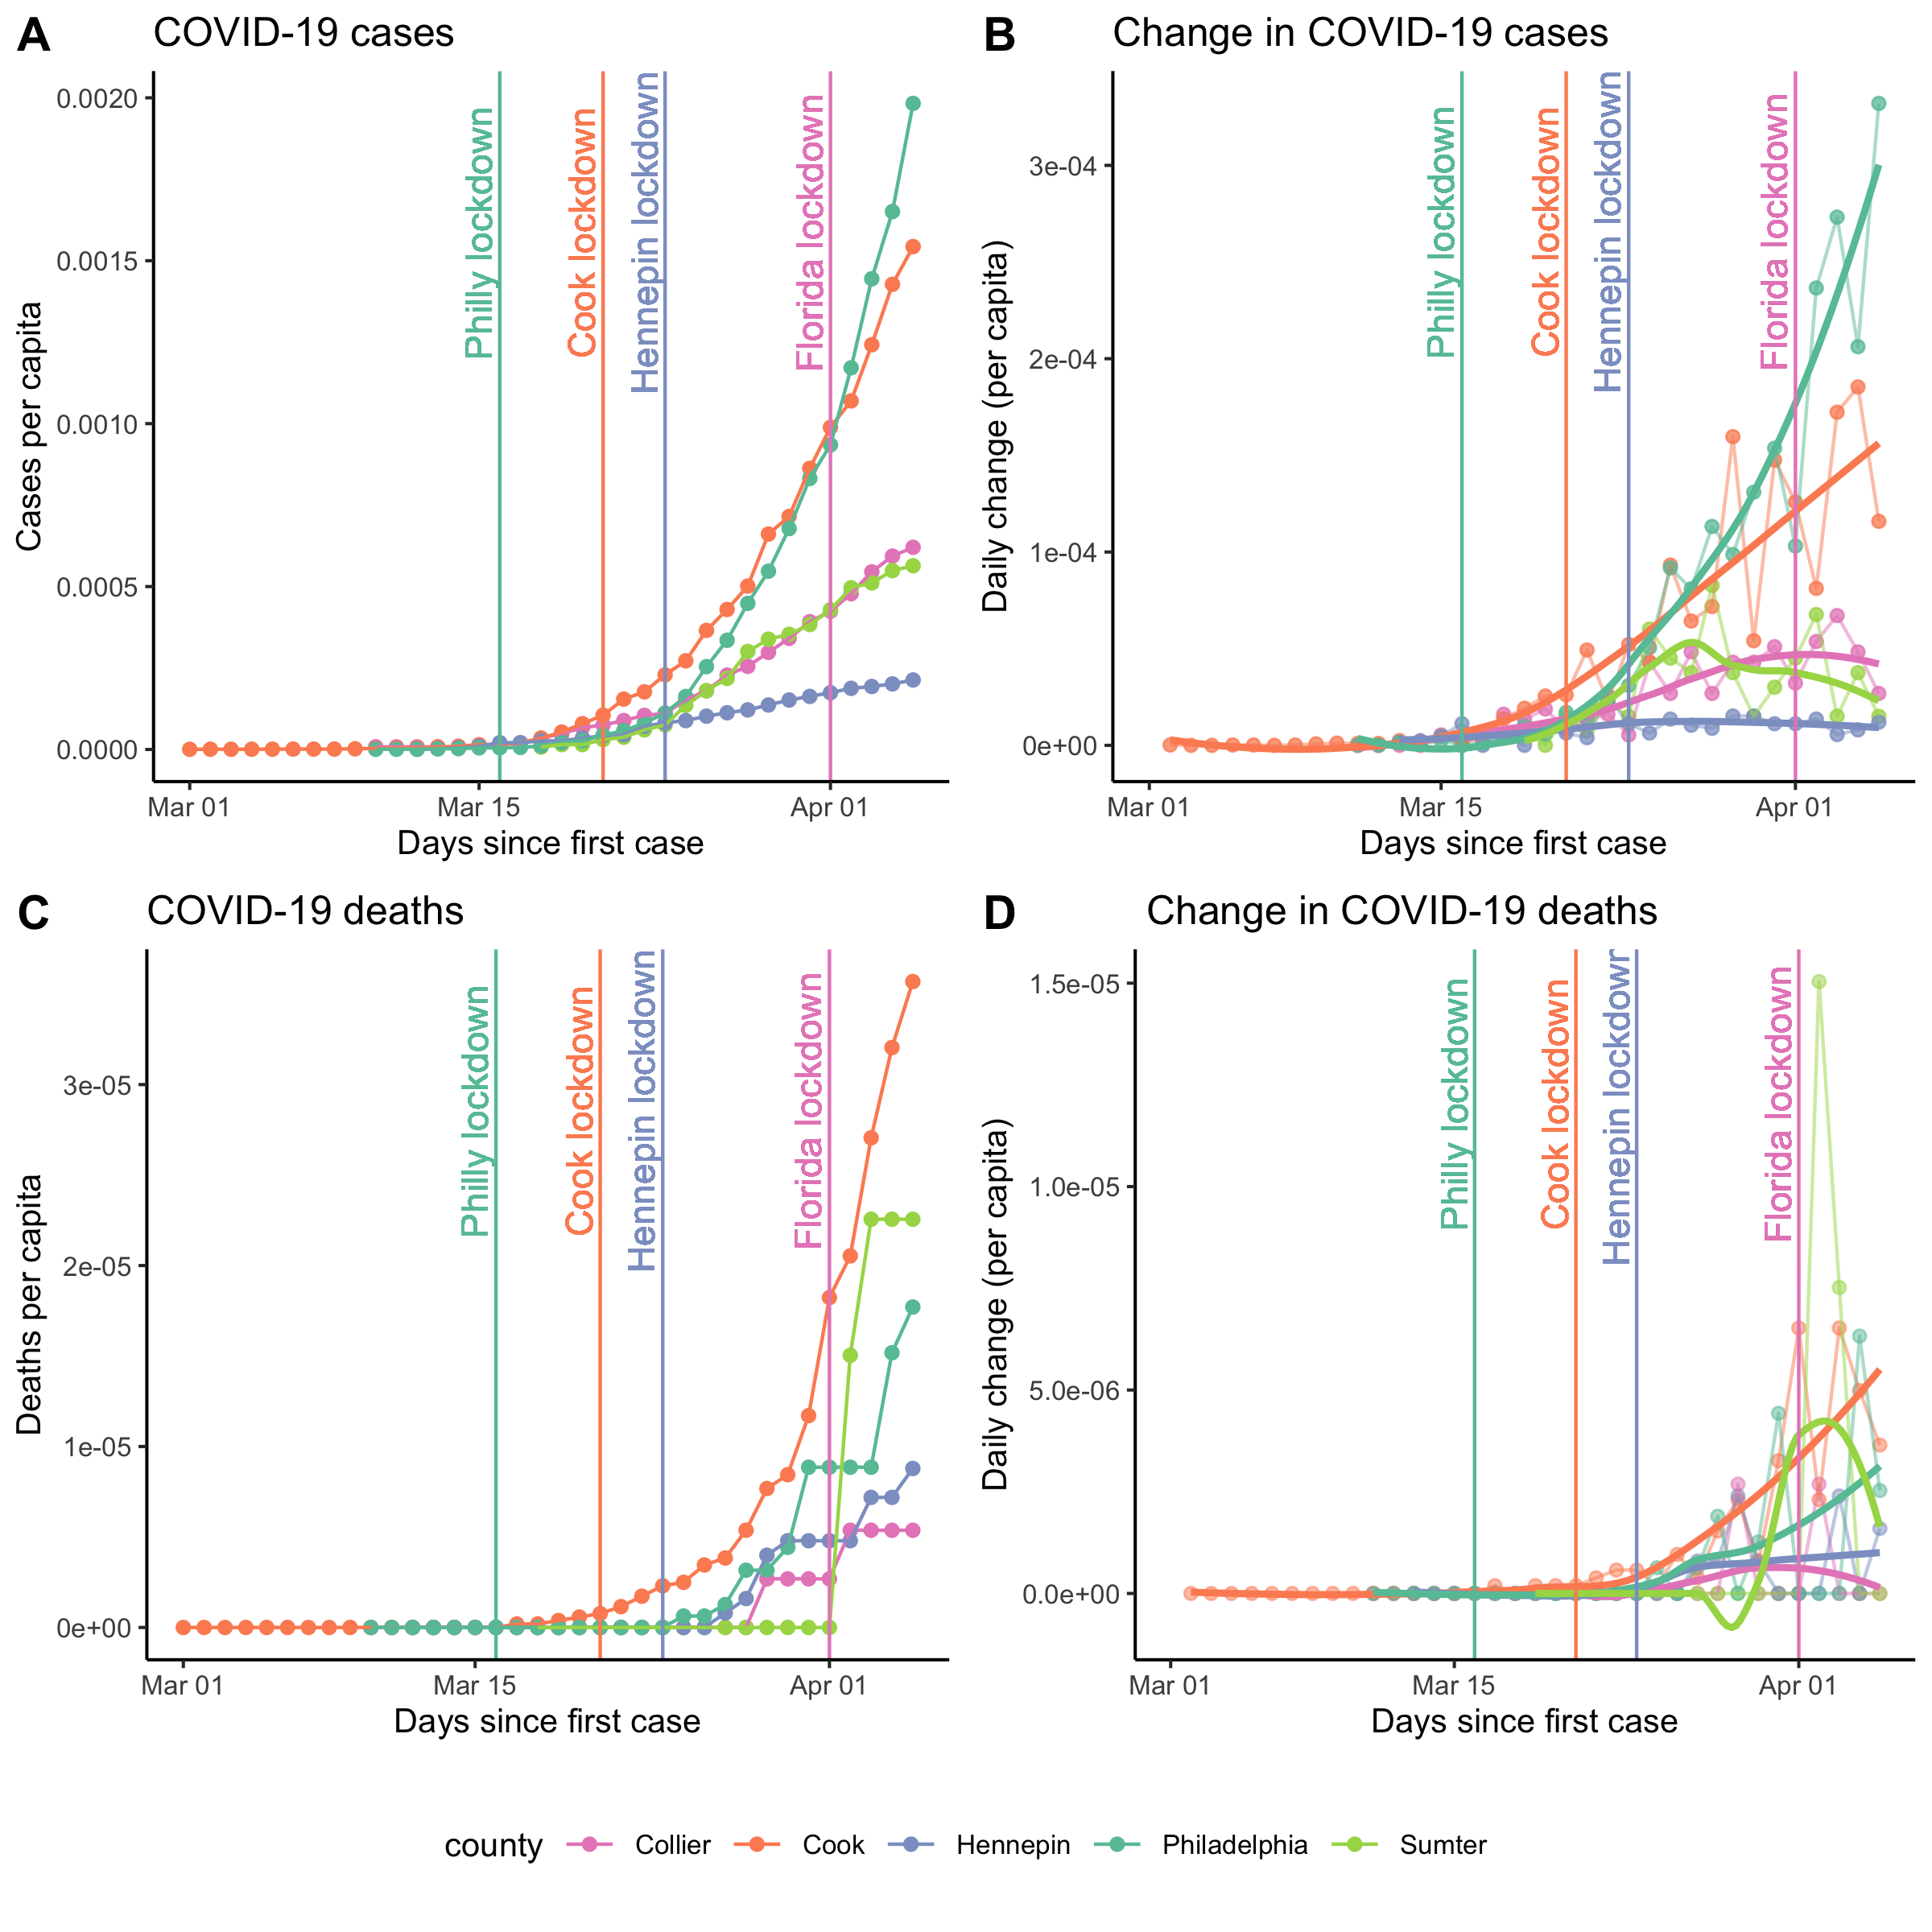 A COVID-19 cases
B Change in COVID-19 cases
Cases per capita
0.0020
0.0015
0.0010
0.0005
0.0000
Philly lockdown
Cook lockdown
Hennepin lockdown
Florida lockdown
Mar 01 Mar 15 Apr 01
Days since first case
Daily change (per capita)
3e-04
2e-04
1e-04
0e+00
Philly lockdown
Cook lockdown
Hennepin lockdown
Florida lockdown
Mar 01 Mar 15 Apr 01
Days since first case
C COVID-19 deaths
D Change in COVID-19 deaths
Deaths per capita
3e-05
2e-05
1e-05
0e+00
Philly lockdown
Cook lockdown
Hennepin lockdown
Florida lockdown
Mar 01 Mar 15 Apr 01
Days since first case
Daily change (per capita)
1.5e-05
1.0e-05
5.0e-06
0.0e+00
Philly lockdown
Cook lockdown
Hennepin lockdowr
Florida lockdown
Mar 01 Mar 15 Apr 01
Days since first case
county Collier Cook Hennepin Philadelphia Sumter